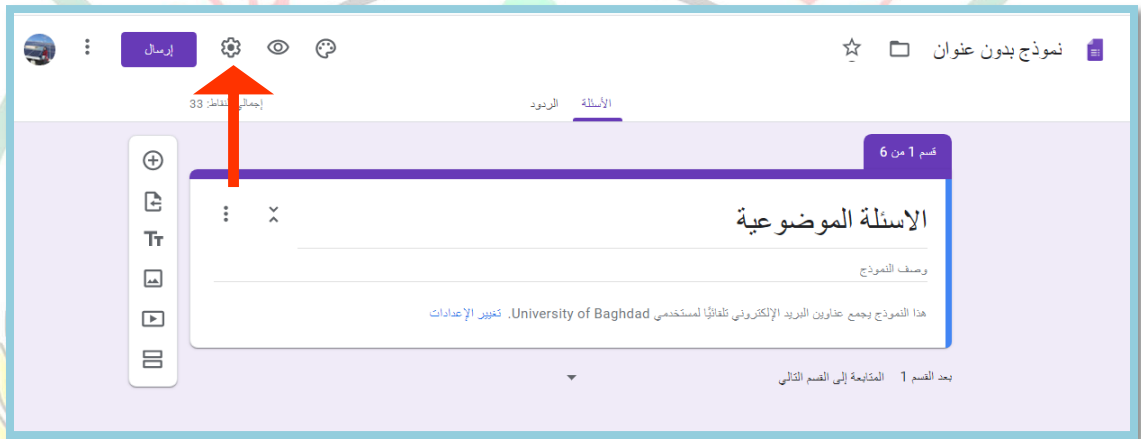 نموذج بدون عنوان
إرسال
الأسئلة الردود
إجمالي النقاط: 33
قسم 1 من 6
الاسئلة الموضوعية
وصف النموذج
هذا النموذج يجمع عناوين البريد الإلكتروني تلقائيًا لمستخدمي University of Baghdad. تغيير الإعدادات
بعد القسم 1 المتابعة إلى القسم التالي
Tт